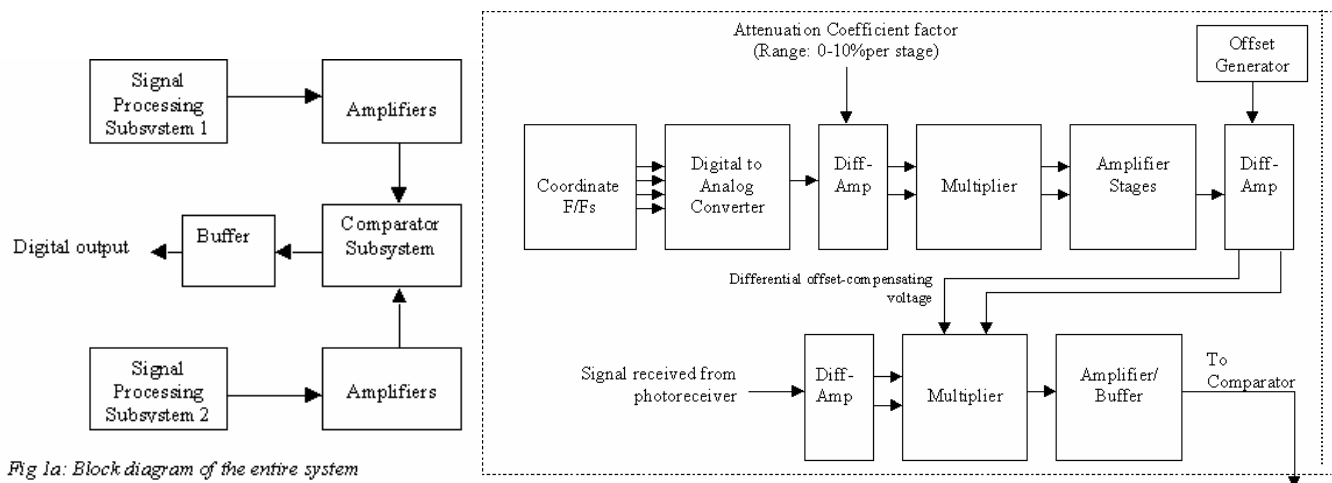 Signal
Processing
Subsystem 1
Amplifiers
Digital output
Buffer
Comparator
Subsystem
Signal
Processing
Subsystem 2
Amplifiers
Fig 1a: Block diagram of the entire system
Attenuation Coefficient factor
(Range: 0-10%per stage)
Offset
Generator
Coordinate
F/Fs
Digital to
Analog
Converter
Diff-
Amp
Multiplier
Amplifier
Stages
Diff-
Amp
Differential offset-compensating
voltage
Signal received from
photoreceiver
Diff-
Amp
Multiplier
Amplifier/
Buffer
To
Comparator